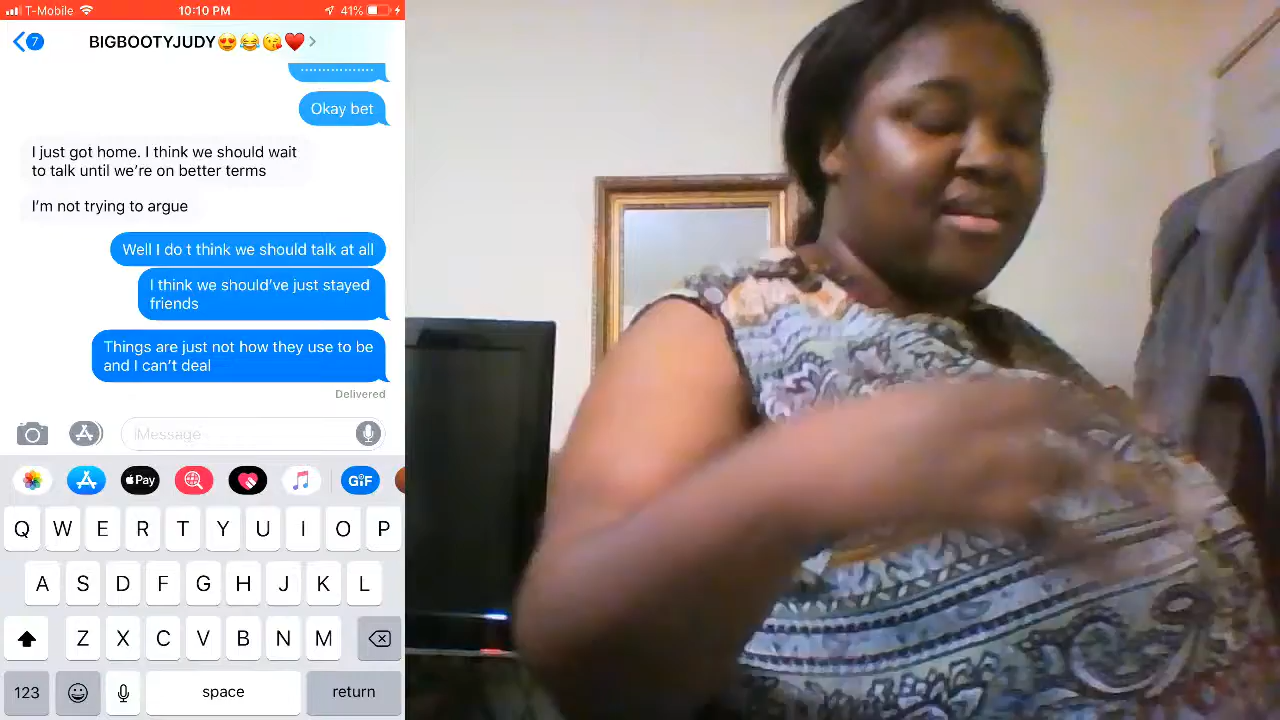 T-Mobile 10:10 PM 41%
7 BIGBOOTYJUDY😍😂😘❤️
Okay bet
I just got home. I think we should wait
to talk until we're on better terms
I'm not trying to argue
Well I do t think we should talk at all
I think we should've just stayed
friends
Things are just not how they use to be
and I can't deal
Delivered
iMessage
Pay GIF
Q W E R T Y U I O P
A S D F G H J K L
Z X C V B N M
123 space return